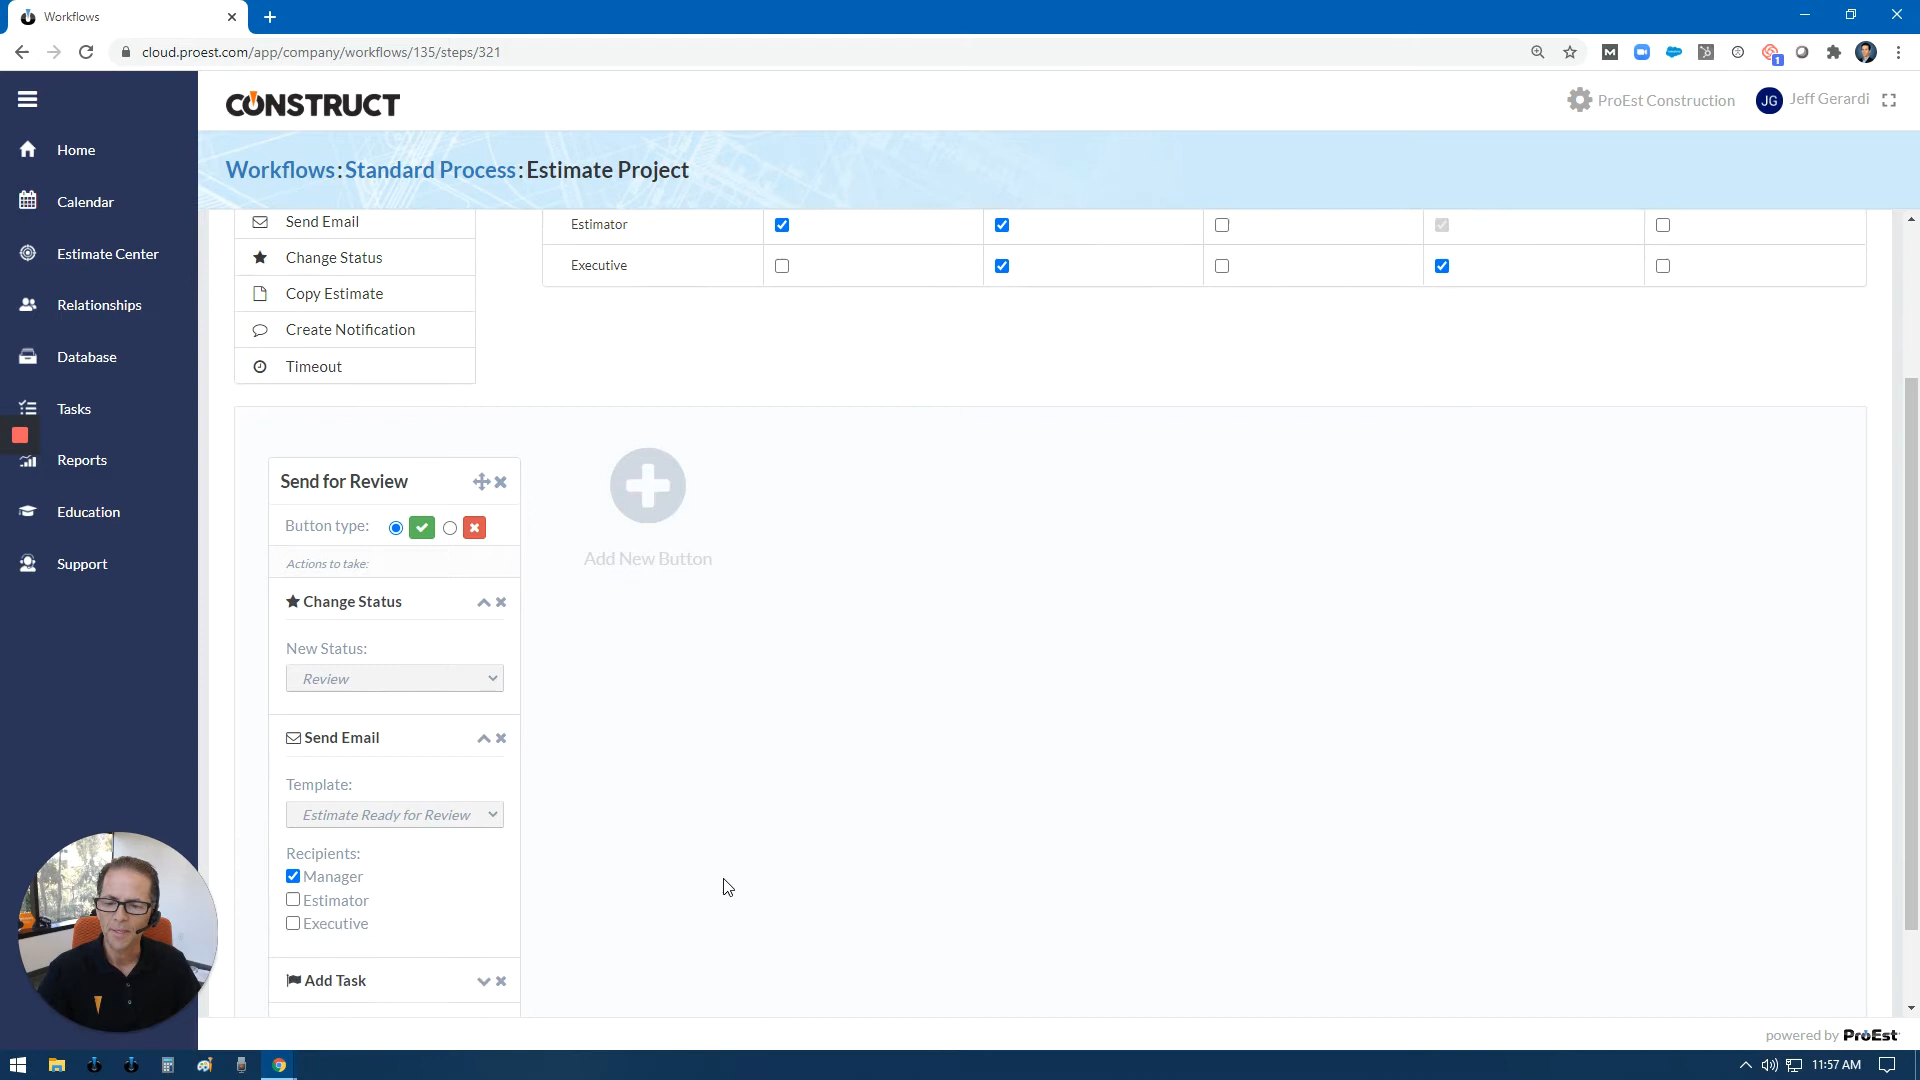 Workflows
cloud.proest.com/app/company/workflows/135/steps/321
1
CONSTRUCT
ProEst Construction
JG
Jeff Gerardi
Home
Calendar
Estimate Center
Relationships
Database
Tasks
Reports
Education
Support
Workflows:Standard Process:Estimate Project
Send Email
Change Status
Copy Estimate
Create Notification
Timeout
Estimator
Executive
Send for Review
Button type:
Actions to take:
Change Status
New Status:
Review
Send Email
Template:
Estimate Ready for Review
Recipients:
Manager
Estimator
Executive
Add Task
Add New Button
powered by ProEst
11:57 AM